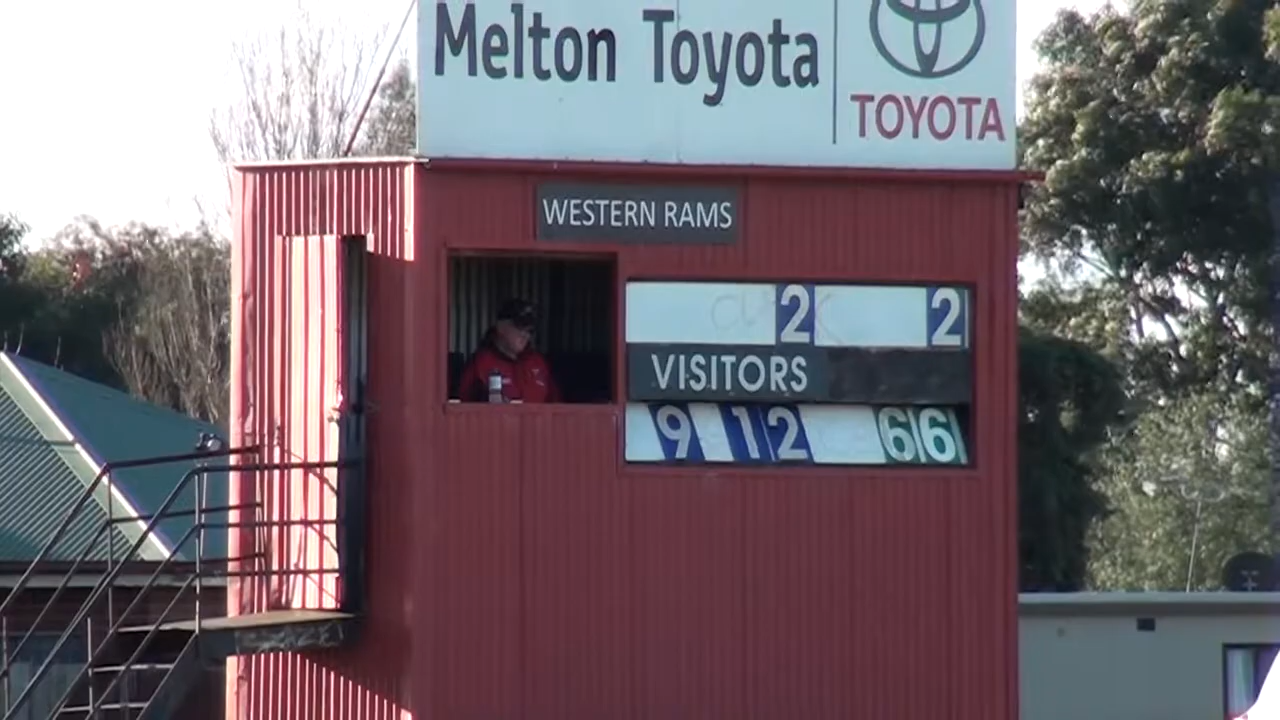 Melton Toyota
TOYOTA
WESTERN RAMS
2 2
VISITORS
9 12 66